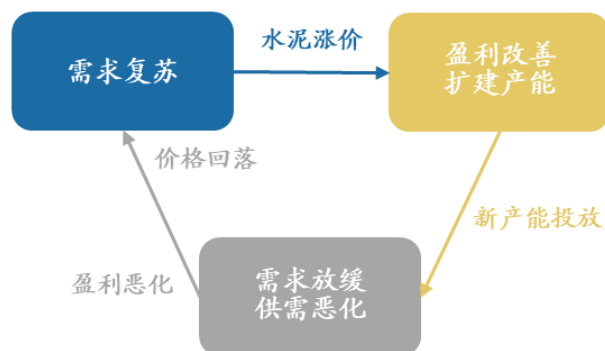 水泥涨价
需求复苏
盈利改善
扩建产能
价格回落
新产能投放
盈利恶化
需求放缓
供需恶化